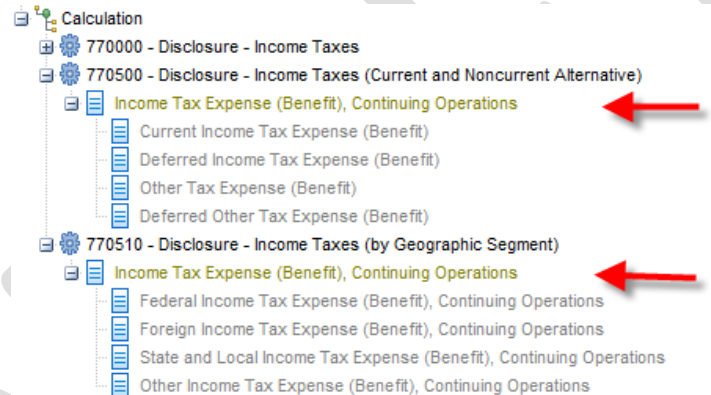 Calculation
770000 - Disclosure - Income Taxes
770500 - Disclosure - Income Taxes (Current and Noncurrent Alternative)
Income Tax Expense (Benefit), Continuing Operations
Current Income Tax Expense (Benefit)
Deferred Income Tax Expense (Benefit)
Other Tax Expense (Benefit)
Deferred Other Tax Expense (Benefit)
770510 - Disclosure - Income Taxes (by Geographic Segment)
Income Tax Expense (Benefit), Continuing Operations
Federal Income Tax Expense (Benefit), Continuing Operations
Foreign Income Tax Expense (Benefit), Continuing Operations
State and Local Income Tax Expense (Benefit), Continuing Operations
Other Income Tax Expense (Benefit), Continuing Operations